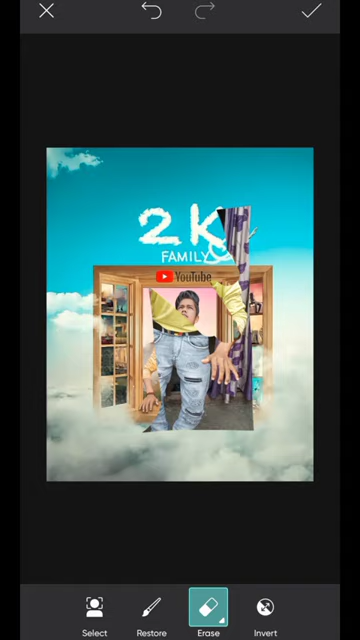 2K
FAMILY
YouTube
Select
Restore
Erase
Invert